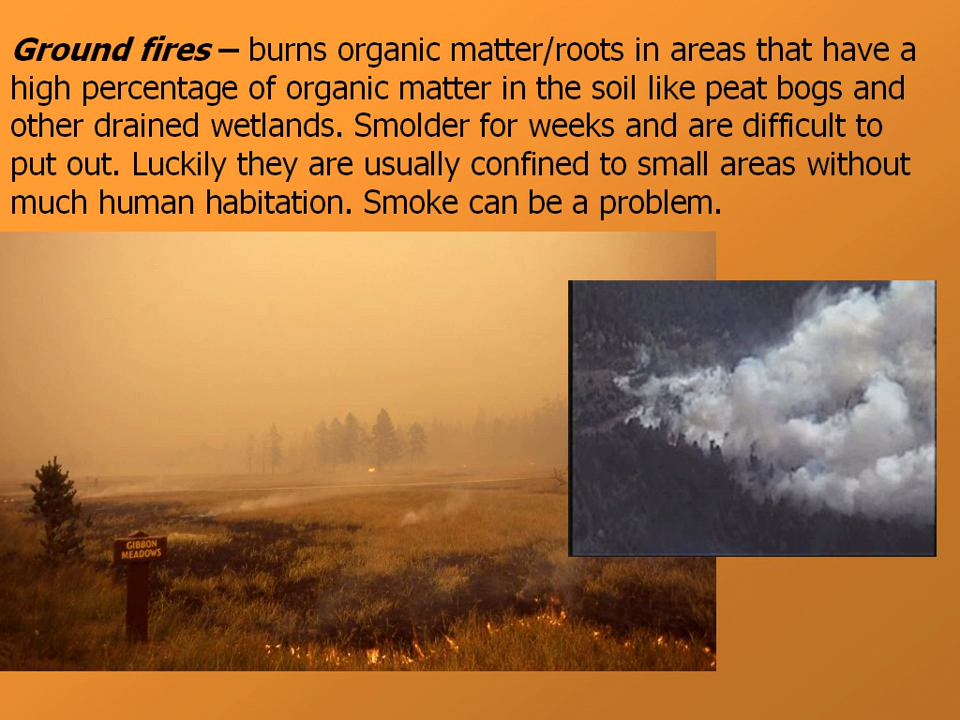 Ground fires – burns organic matter/roots in areas that have a
high percentage of organic matter in the soil like peat bogs and
other drained wetlands. Smolder for weeks and are difficult to
put out. Luckily they are usually confined to small areas without
much human habitation. Smoke can be a problem.
GIBBON
MEADOWS